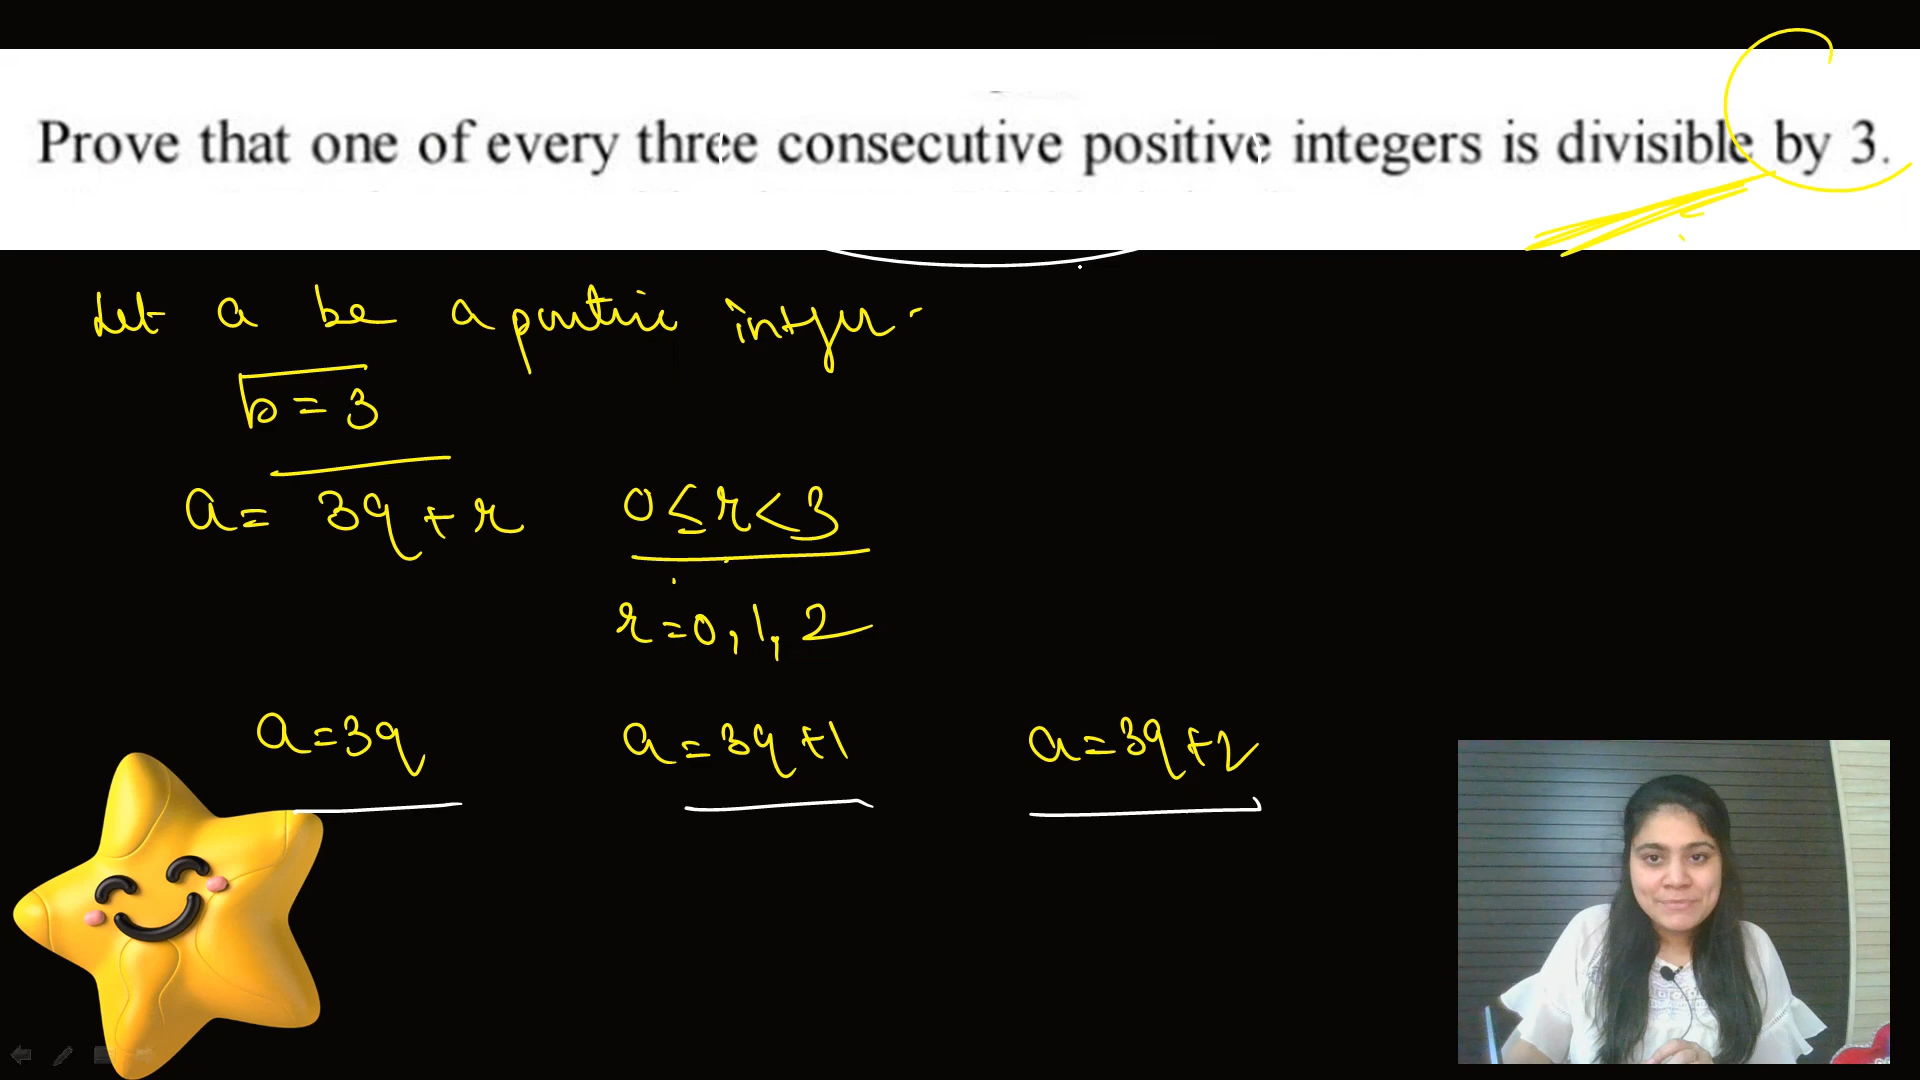 Prove that one of every three consecutive positive integers is divisible by 3.
Let a be a positive integer.
b = 3
a = 3q + r 0 ≤ r < 3
r = 0, 1, 2
a = 3q a = 3q + 1 a = 3q + 2